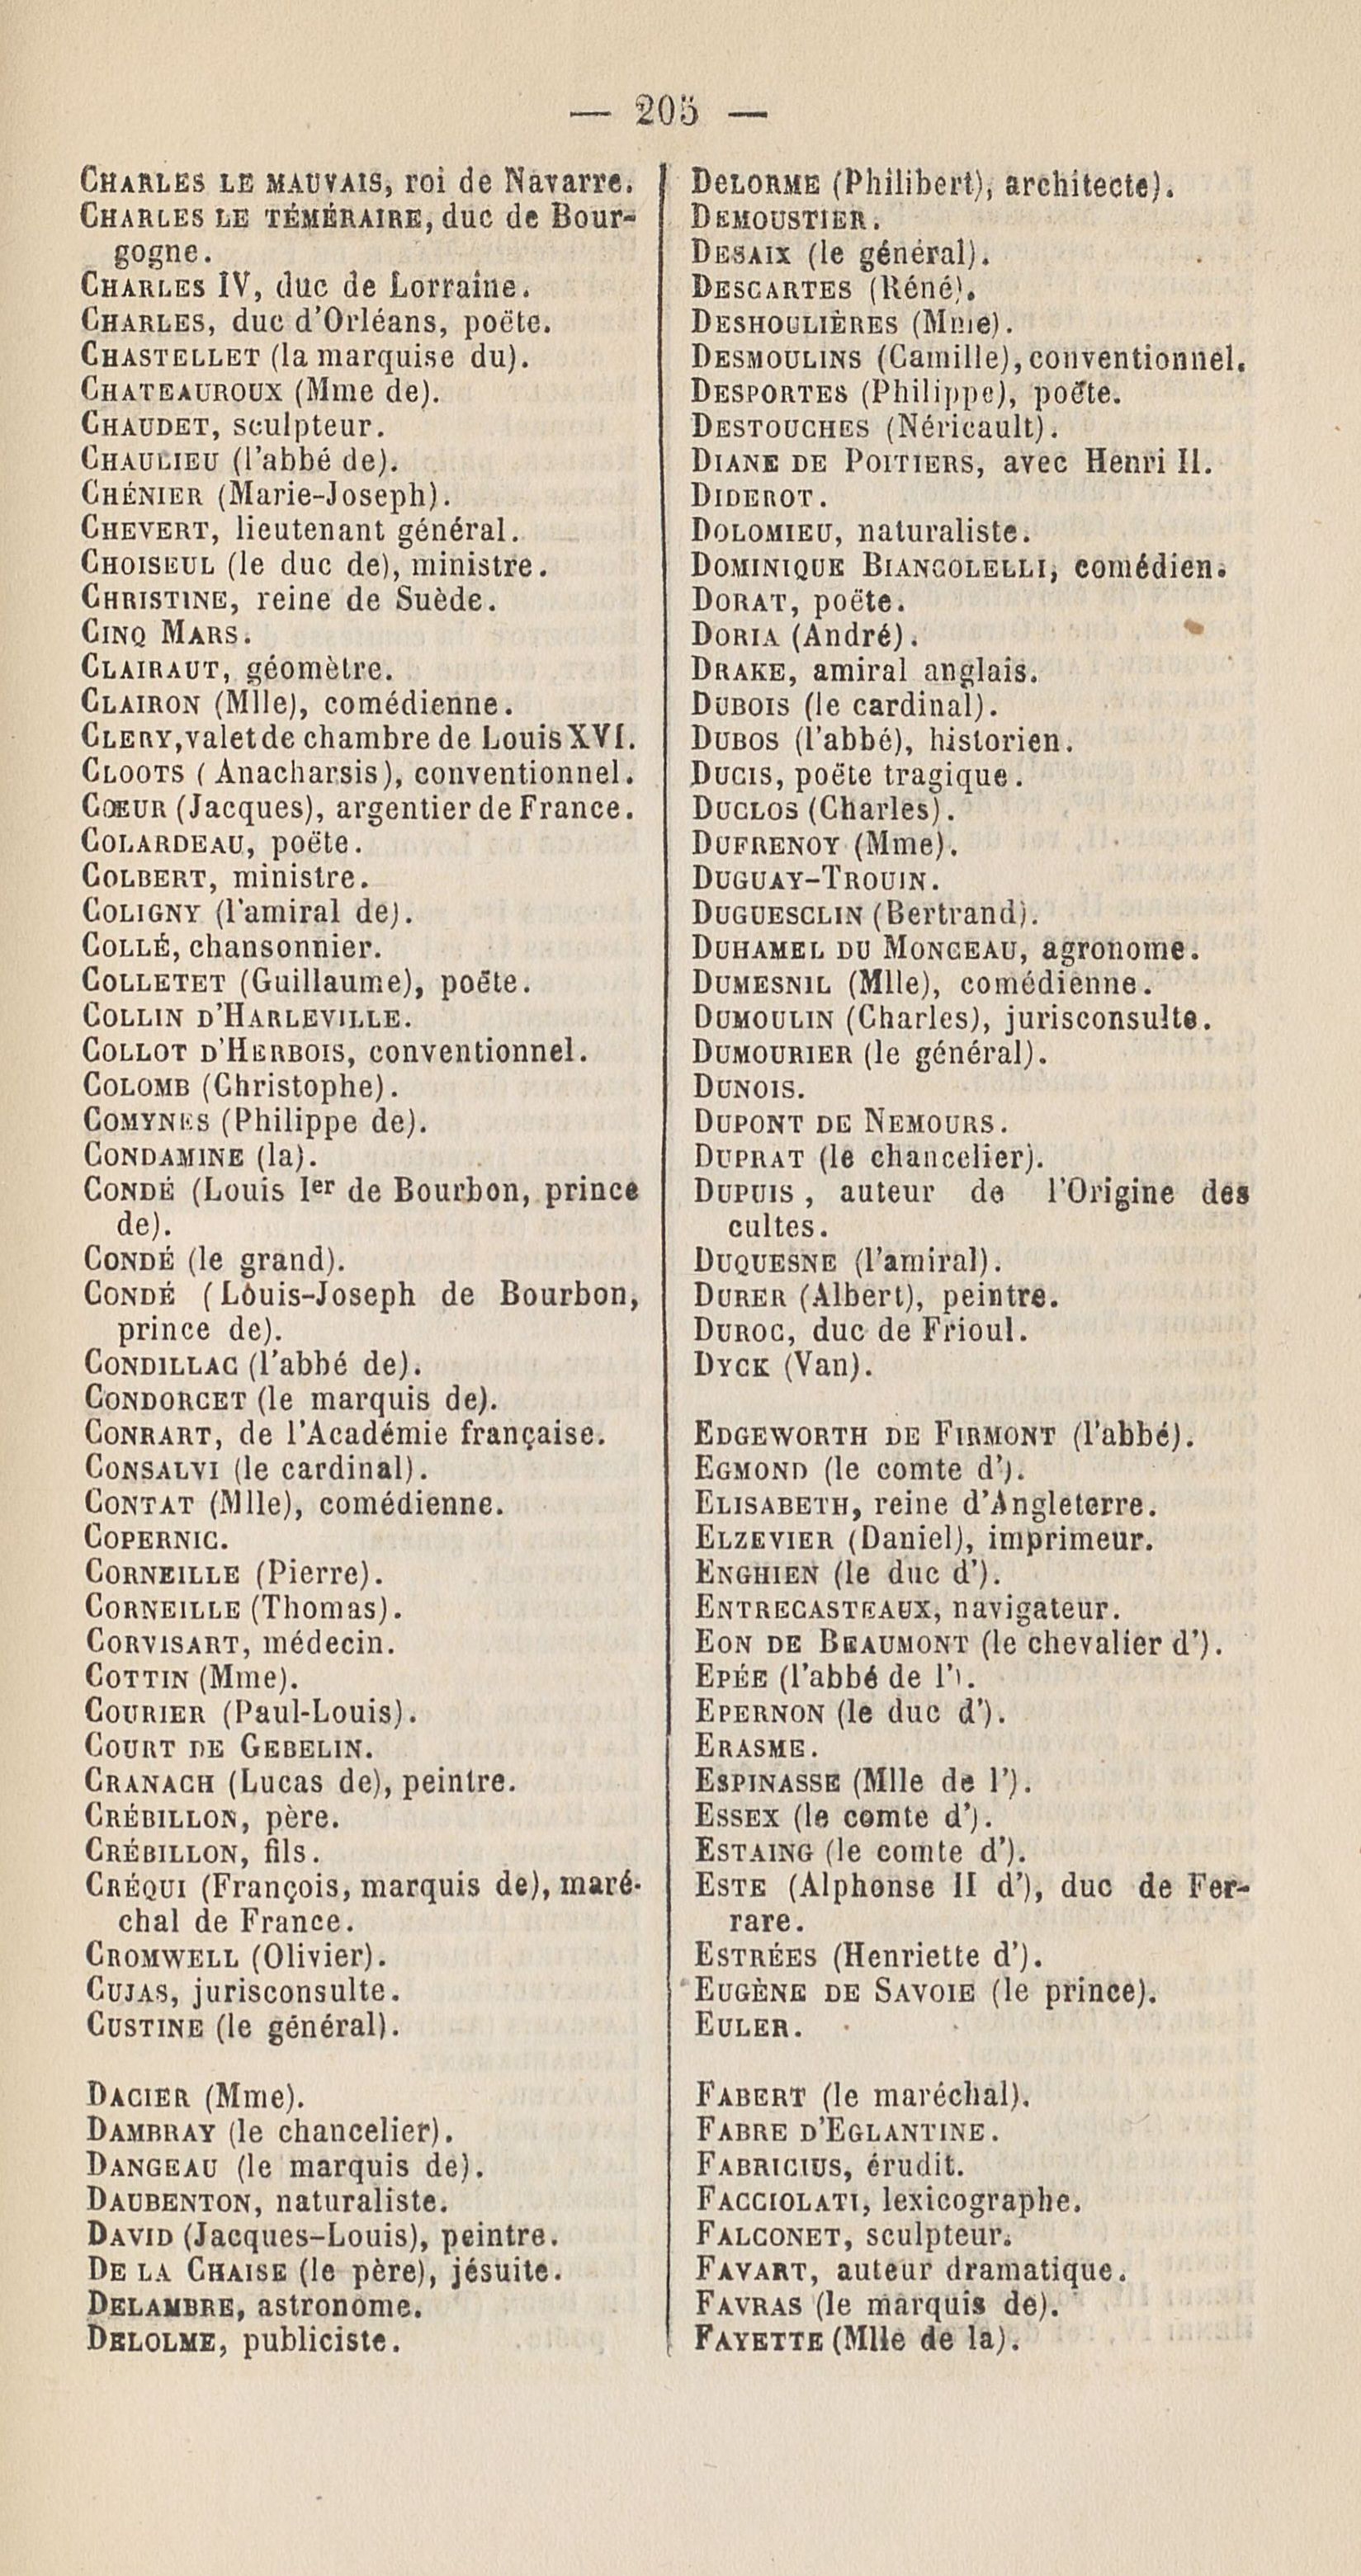 — 205 —
CHARLES LE MAUVAIS, roi de Navarre.
CHARLES LE TÉMÉRAIRE, duc de Bour-
gogne.
CHARLES IV, duc de Lorraine.
CHARLES, duc d'Orléans, poëte.
CHASTELLET (la marquise du).
CHATEAUROUX (Mme de).
CHAUDET, sculpteur.
CHAULIEU (l'abbé de).
CHÉNIER (Marie-Joseph).
CHEVERT, lieutenant général.
CHOISEUL (le duc de), ministre.
CHRISTINE, reine de Suède.
CINQ MARS.
CLAIRAUT, géomètre.
CLAIRON (Mlle), comédienne.
CLERY, valet de chambre de Louis XVI.
CLOOTS (Anacharsis), conventionnel.
CŒUR (Jacques), argentier de France.
COLARDEAU, poëte.
COLBERT, ministre.
COLIGNY (l'amiral de).
COLLÉ, chansonnier.
COLLETET (Guillaume), poëte.
COLLIN D'HARLEVILLE.
COLLOT D'HERBOIS, conventionnel.
COLOMB (Christophe).
COMYNES (Philippe de).
CONDAMINE (la).
CONDÉ (Louis Ier de Bourbon, prince
de).
CONDÉ (le grand).
CONDÉ (Louis-Joseph de Bourbon,
prince de).
CONDILLAC (l'abbé de).
CONDORCET (le marquis de).
CONRART, de l'Académie française.
CONSALVI (le cardinal).
CONTAT (Mlle), comédienne.
COPERNIC.
CORNEILLE (Pierre).
CORNEILLE (Thomas).
CORVISART, médecin.
COTTIN (Mme).
COURIER (Paul-Louis).
COURT DE GEBELIN.
CRANACH (Lucas de), peintre.
CRÉBILLON, père.
CRÉBILLON, fils.
CRÉQUI (François, marquis de), maré-
chal de France.
CROMWELL (Olivier).
CUJAS, jurisconsulte.
CUSTINE (le général).
DACIER (Mme).
DAMBRAY (le chancelier).
DANGEAU (le marquis de).
DAUBENTON, naturaliste.
DAVID (Jacques-Louis), peintre.
DE LA CHAISE (le père), jésuite.
DELAMBRE, astronome.
DELOLME, publiciste.
DELORME (Philibert), architecte).
DEMOUSTIER.
DESAIX (le général).
DESCARTES (Réné).
DESHOULIÈRES (Mme).
DESMOULINS (Camille), conventionnel.
DESPORTES (Philippe), poëte.
DESTOUCHES (Néricault).
DIANE DE POITIERS, avec Henri II.
DIDEROT.
DOLOMIEU, naturaliste.
DOMINIQUE BIANCOLELLI, comédien.
DORAT, poëte.
DORIA (André).
DRAKE, amiral anglais.
DUBOIS (le cardinal).
DUBOS (l'abbé), historien.
DUCIS, poëte tragique.
DUCLOS (Charles).
DUFRENOY (Mme).
DUGUAY-TROUIN.
DUGUESCLIN (Bertrand).
DUHAMEL DU MONCEAU, agronome.
DUMESNIL (Mlle), comédienne.
DUMOULIN (Charles), jurisconsulte.
DUMOURIER (le général).
DUNOIS.
DUPONT DE NEMOURS.
DUPRAT (le chancelier).
DUPUIS, auteur de l'Origine des
cultes.
DUQUESNE (l'amiral).
DURER (Albert), peintre.
DUROC, duc de Frioul.
DYCK (Van).
EDGEWORTH DE FIRMONT (l'abbé).
EGMOND (le comte d').
ELISABETH, reine d'Angleterre.
ELZEVIER (Daniel), imprimeur.
ENGHIEN (le duc d').
ENTRECASTEAUX, navigateur.
EON DE BEAUMONT (le chevalier d').
EPÉE (l'abbé de l').
EPERNON (le duc d').
ERASME.
ESPINASSE (Mlle de l').
ESSEX (le comte d').
ESTAING (le comte d').
ESTE (Alphonse II d'), duc de Fer-
rare.
ESTRÉES (Henriette d').
EUGÈNE DE SAVOIE (le prince).
EULER.
FABERT (le maréchal).
FABRE D'EGLANTINE.
FABRICIUS, érudit.
FACCIOLATI, lexicographe.
FALCONET, sculpteur.
FAVART, auteur dramatique.
FAVRAS (le marquis de).
FAYETTE (Mlle de la).